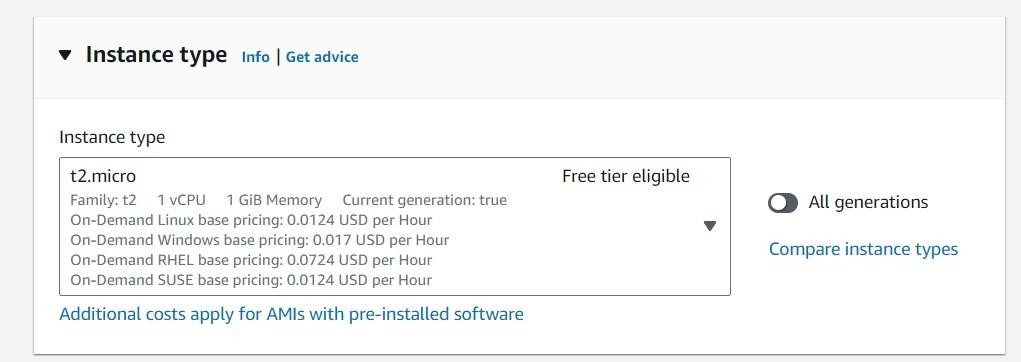 Instance type Info | Get advice
Instance type
t2.micro Free tier eligible
Family: t2 1 vCPU 1 GiB Memory Current generation: true
On-Demand Linux base pricing: 0.0124 USD per Hour
On-Demand Windows base pricing: 0.017 USD per Hour
On-Demand RHEL base pricing: 0.0724 USD per Hour
On-Demand SUSE base pricing: 0.0124 USD per Hour
All generations
Compare instance types
Additional costs apply for AMIs with pre-installed software